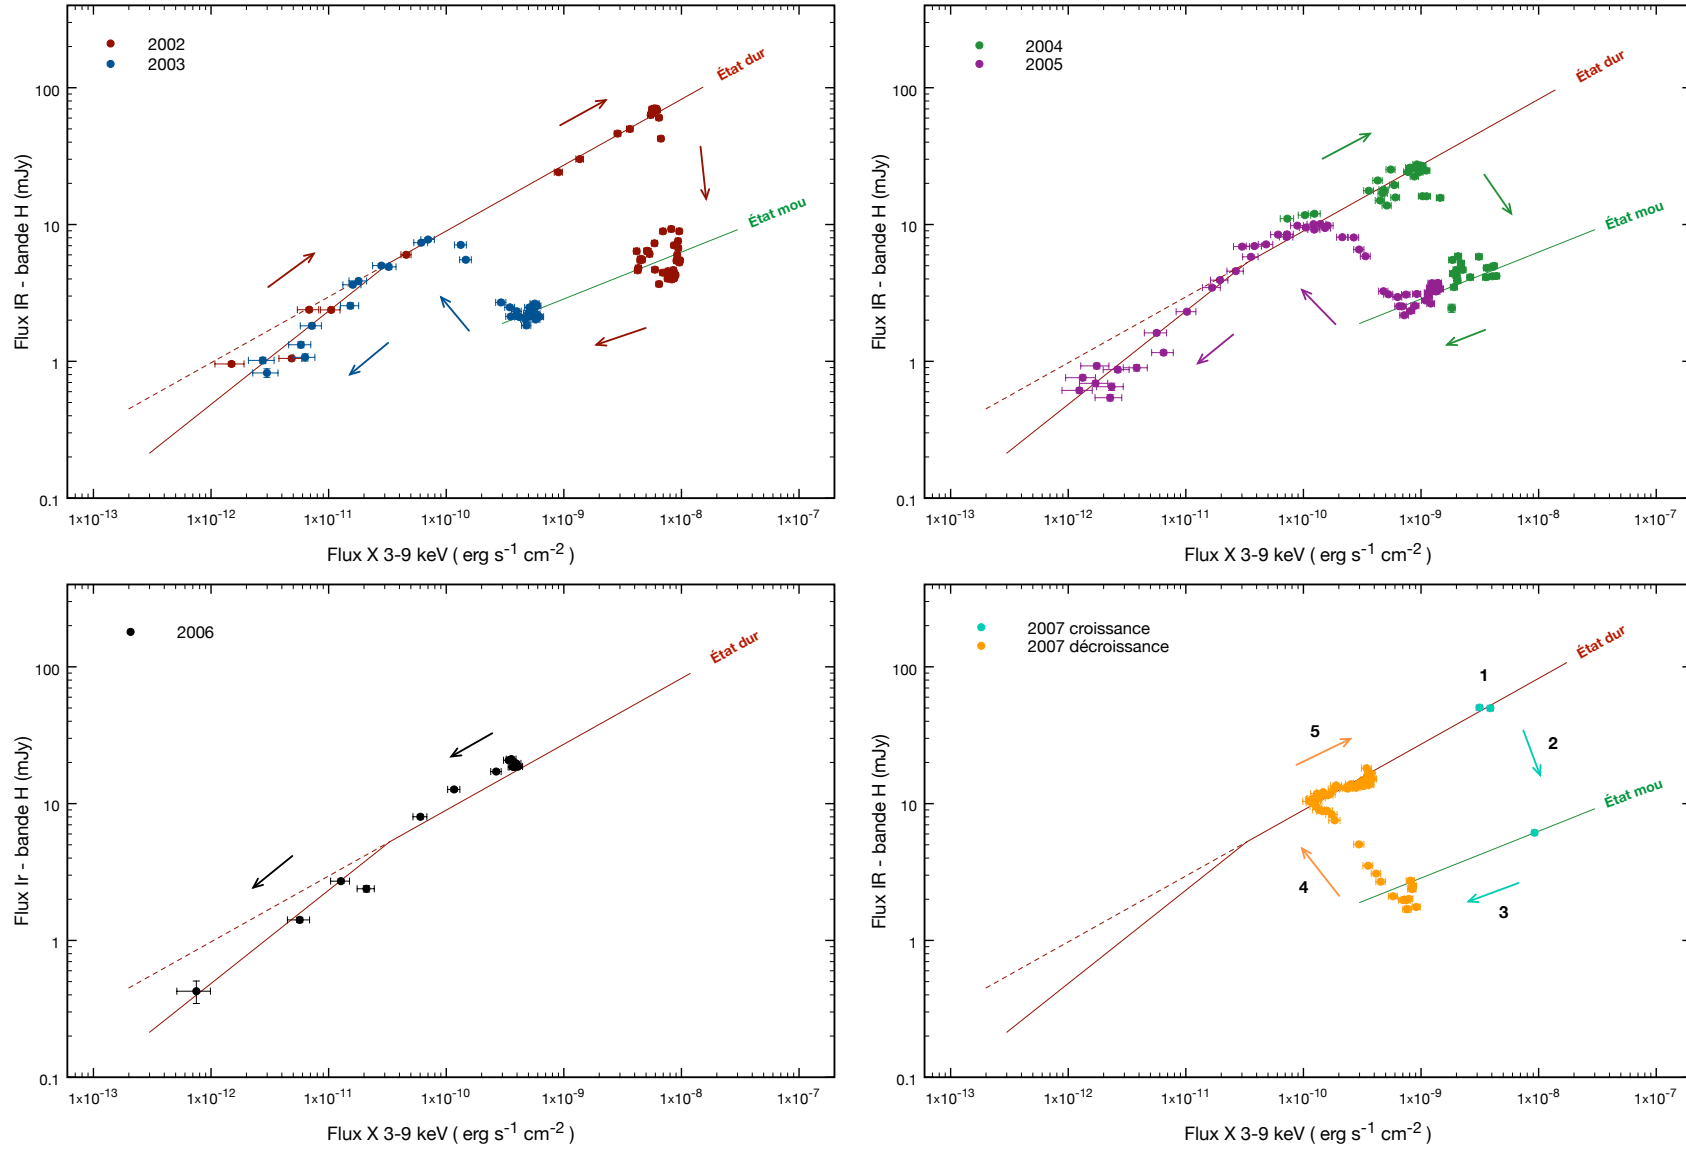 2002
2003
État dur
État mou
100
10
1
0.1
1x10-13
1x10-12
1x10-11
1x10-10
1x10-9
1x10-8
1x10-7
Flux IR - bande H (mJy)
Flux X 3-9 keV ( erg s-1 cm-2 )
2004
2005
État dur
État mou
100
10
1
0.1
1x10-13
1x10-12
1x10-11
1x10-10
1x10-9
1x10-8
1x10-7
Flux IR - bande H (mJy)
Flux X 3-9 keV ( erg s-1 cm-2 )
2006
État dur
100
10
1
0.1
1x10-13
1x10-12
1x10-11
1x10-10
1x10-9
1x10-8
1x10-7
Flux Ir - bande H (mJy)
Flux X 3-9 keV ( erg s-1 cm-2 )
2007 croissance
2007 décroissance
État dur
État mou
1
2
3
4
5
100
10
1
0.1
1x10-13
1x10-12
1x10-11
1x10-10
1x10-9
1x10-8
1x10-7
Flux IR - bande H (mJy)
Flux X 3-9 keV ( erg s-1 cm-2 )